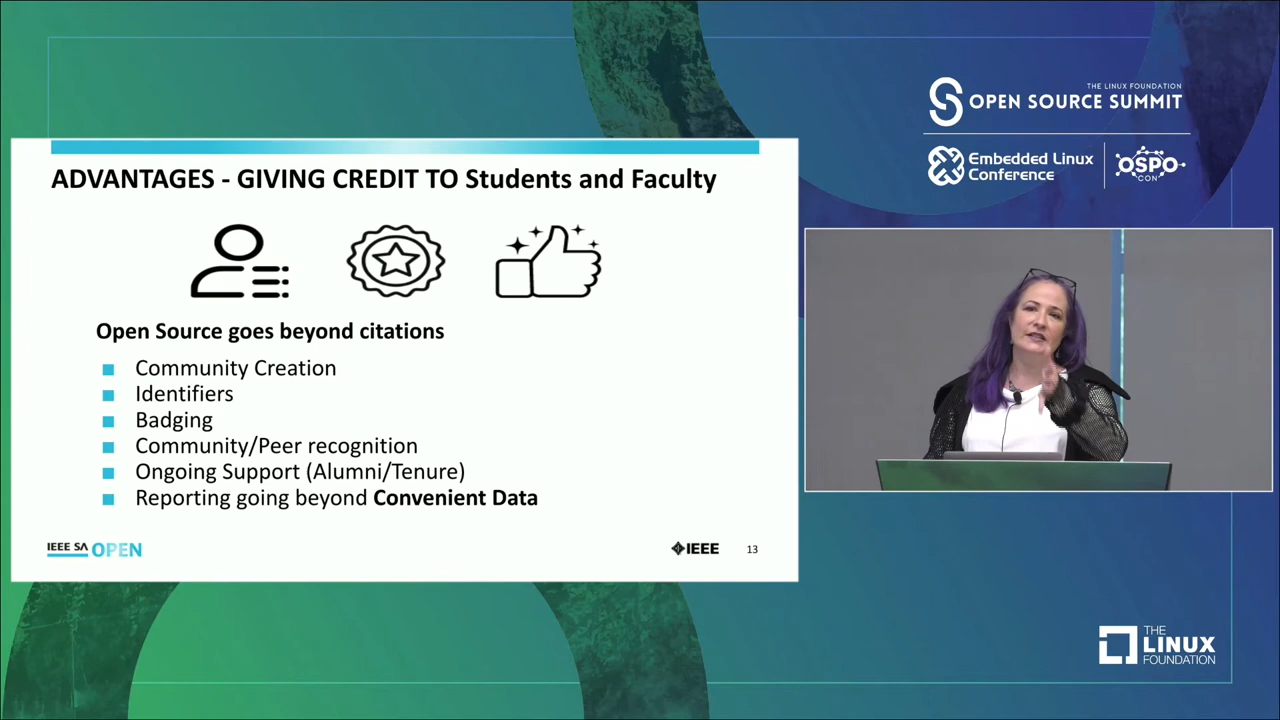 ADVANTAGES - GIVING CREDIT TO Students and Faculty
Open Source goes beyond citations
Community Creation
Identifiers
Badging
Community/Peer recognition
Ongoing Support (Alumni/Tenure)
Reporting going beyond Convenient Data
IEEE SA OPEN
IEEE
13
THE LINUX FOUNDATION
OPEN SOURCE SUMMIT
Embedded Linux
Conference
OSPO
CON
THE
LINUX
FOUNDATION